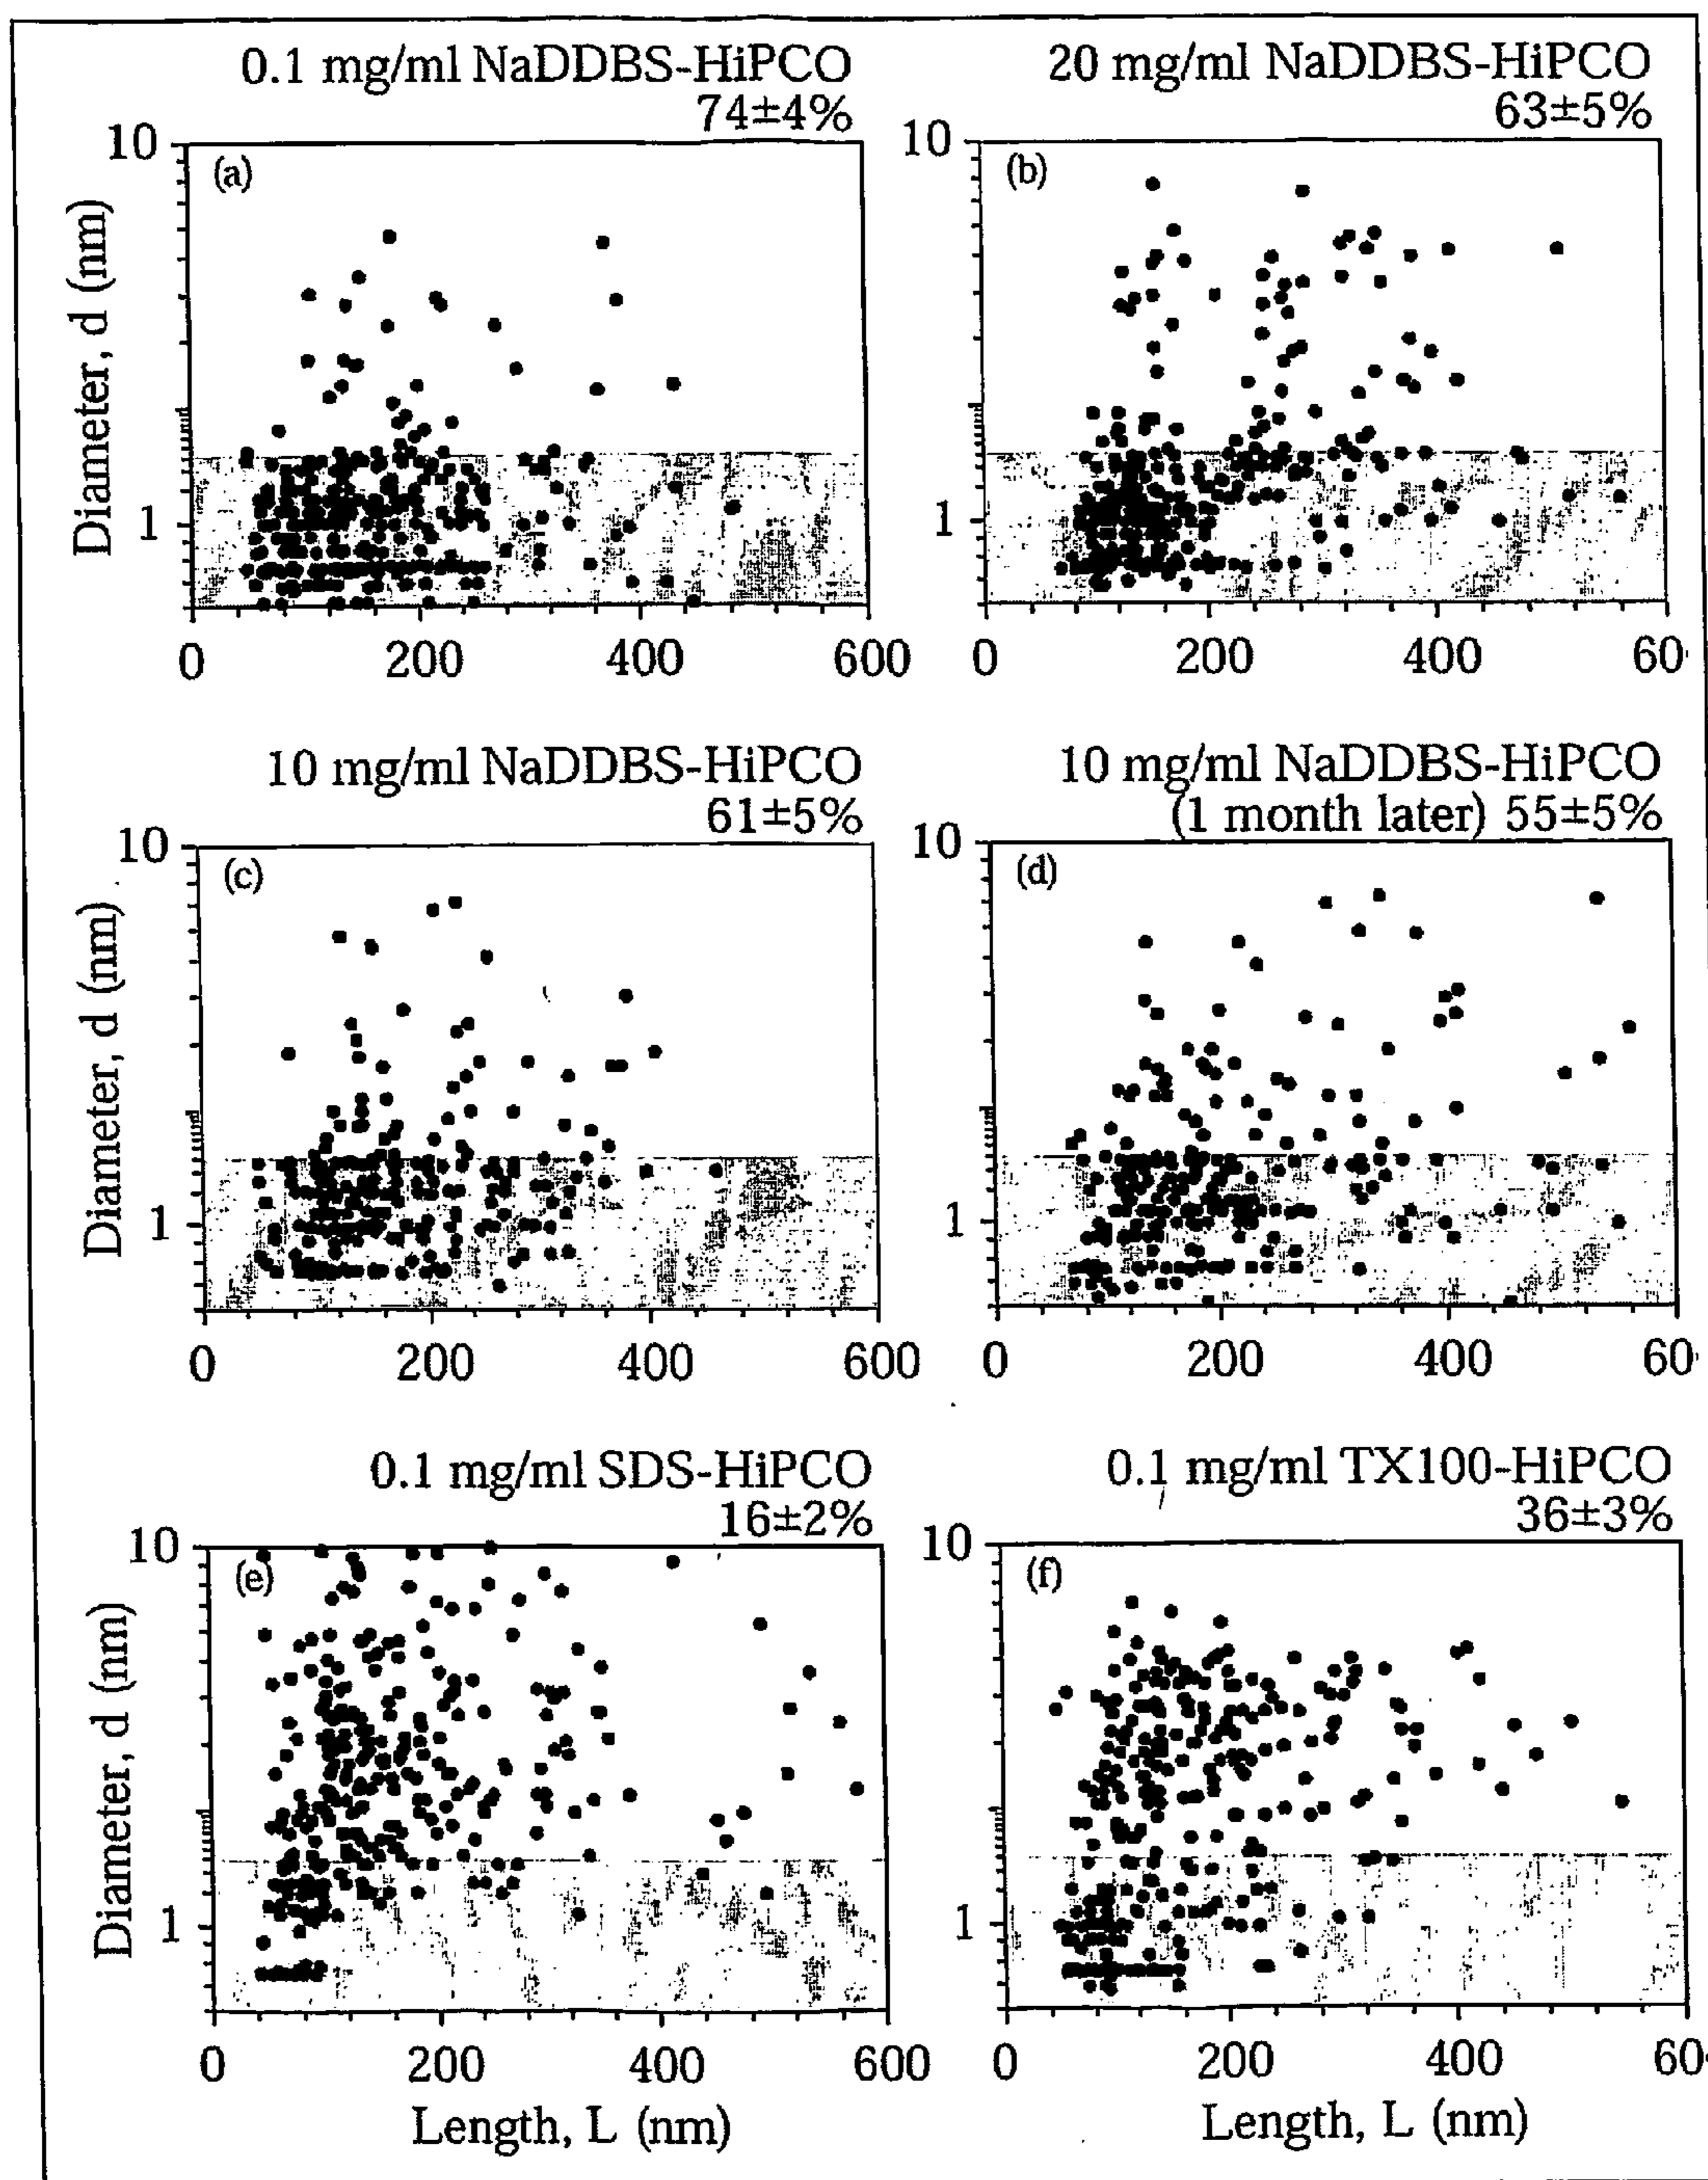 0.1 mg/ml NaDDBS-HiPCO
74±4%
20 mg/ml NaDDBS-HiPCO
63±5%
10
(a)
Diameter, d (nm)
1
0 200 400 600
10
(b)
1
0 200 400 60
10 mg/ml NaDDBS-HiPCO
61±5%
10 mg/ml NaDDBS-HiPCO
(1 month later) 55±5%
10
(c)
Diameter, d (nm)
1
0 200 400 600
10
(d)
1
0 200 400 60
0.1 mg/ml SDS-HiPCO
16±2%
0.1 mg/ml TX100-HiPCO
36±3%
10
(e)
Diameter, d (nm)
1
0 200 400 600
Length, L (nm)
10
(f)
1
0 200 400 60
Length, L (nm)